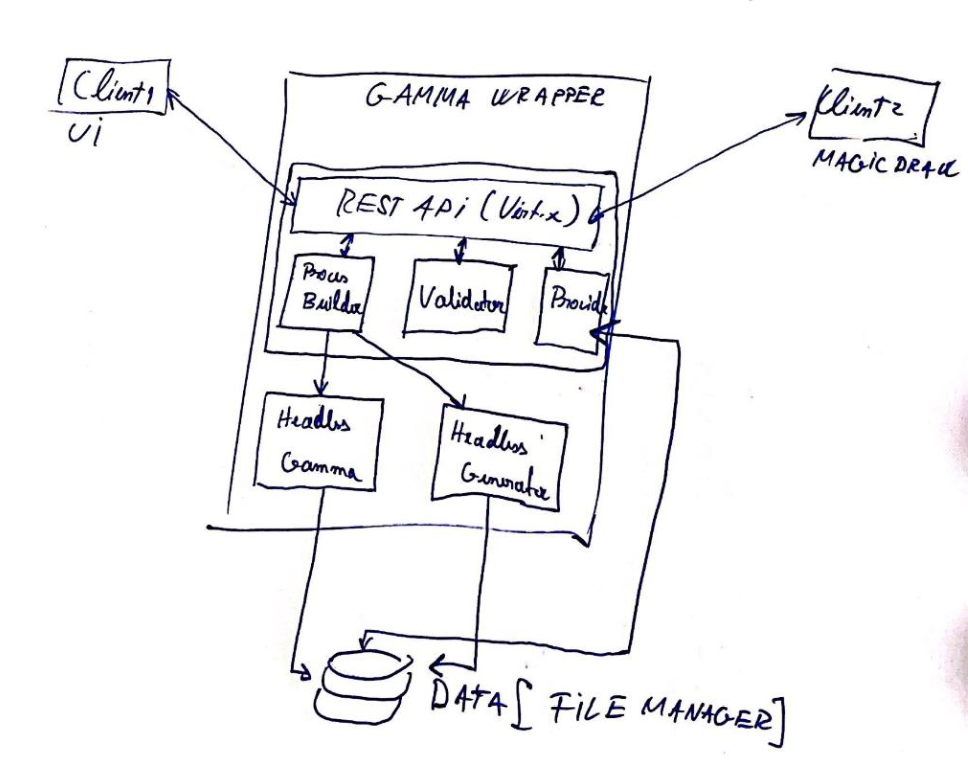 Client1
Ui
GAMMA WRAPPER
Client2
MAGIC DRAW
REST APi (Vert.x)
Proces
Builder
Validator
Provider
Headless
Gamma
Headless
Generator
DATA [ FiLE MANAGER]